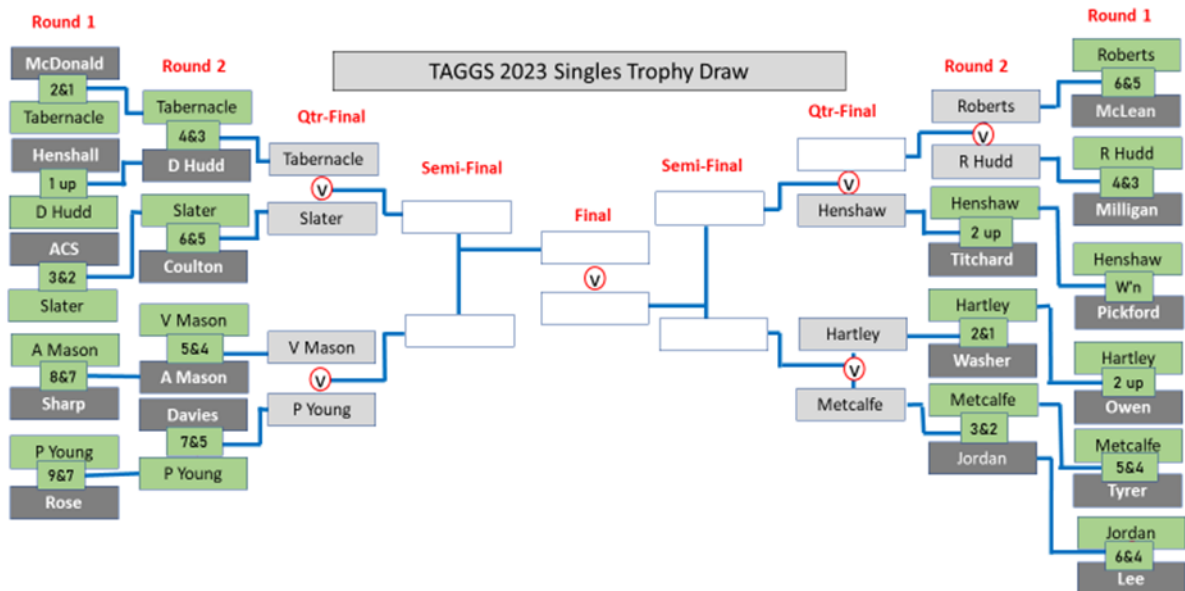 TAGGS 2023 Singles Trophy Draw
Round 1
McDonald
2&1
Tabernacle
Henshall
1 up
D Hudd
ACS
3&2
Slater
A Mason
8&7
Sharp
P Young
9&7
Rose
Round 2
Tabernacle
4&3
D Hudd
Slater
6&5
Coulton
V Mason
5&4
A Mason
Davies
7&5
P Young
Qtr-Final
Tabernacle
v
Slater
V Mason
v
P Young
Semi-Final
Final
v
Semi-Final
Qtr-Final
v
Henshaw
Hartley
v
Metcalfe
Round 2
Roberts
v
R Hudd
Henshaw
2 up
Titchard
Hartley
2&1
Washer
Metcalfe
3&2
Jordan
Round 1
Roberts
6&5
McLean
R Hudd
4&3
Milligan
Henshaw
W'n
Pickford
Hartley
2 up
Owen
Metcalfe
5&4
Tyrer
Jordan
6&4
Lee